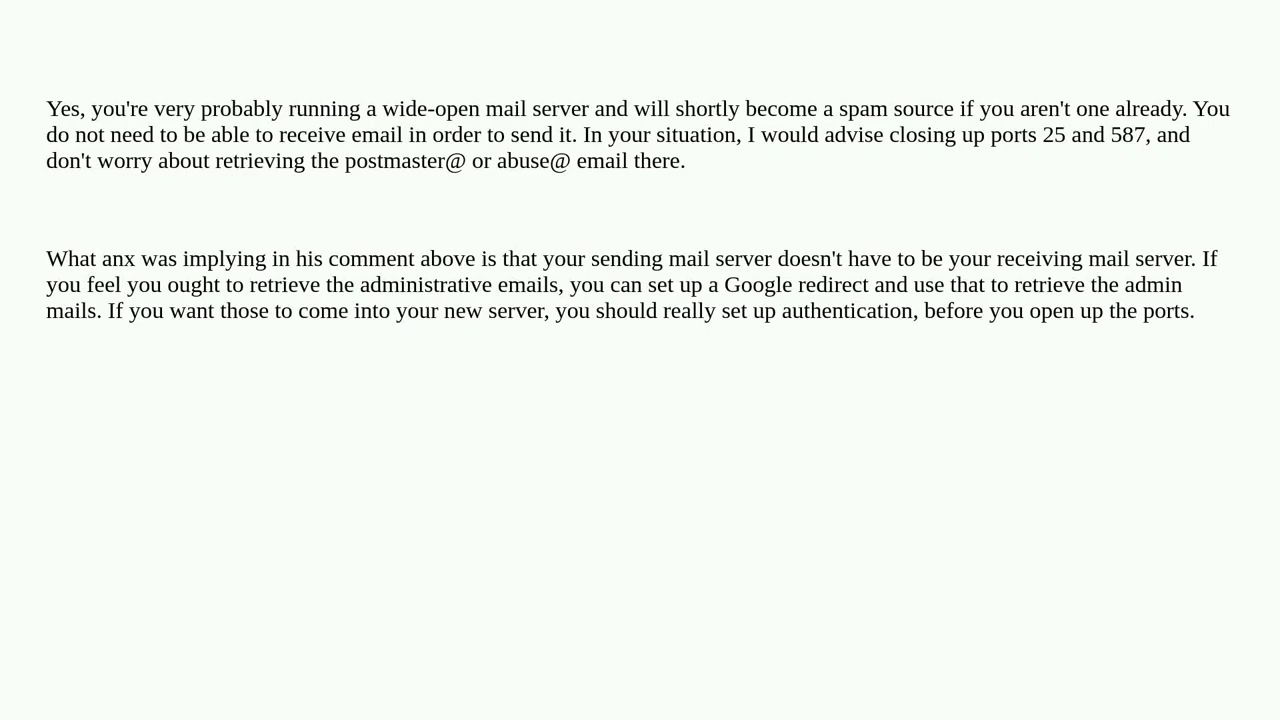 Yes, you're very probably running a wide-open mail server and will shortly become a spam source if you aren't one already. You
do not need to be able to receive email in order to send it. In your situation, I would advise closing up ports 25 and 587, and
don't worry about retrieving the postmaster@ or abuse@ email there.
What anx was implying in his comment above is that your sending mail server doesn't have to be your receiving mail server. If
you feel you ought to retrieve the administrative emails, you can set up a Google redirect and use that to retrieve the admin
mails. If you want those to come into your new server, you should really set up authentication, before you open up the ports.